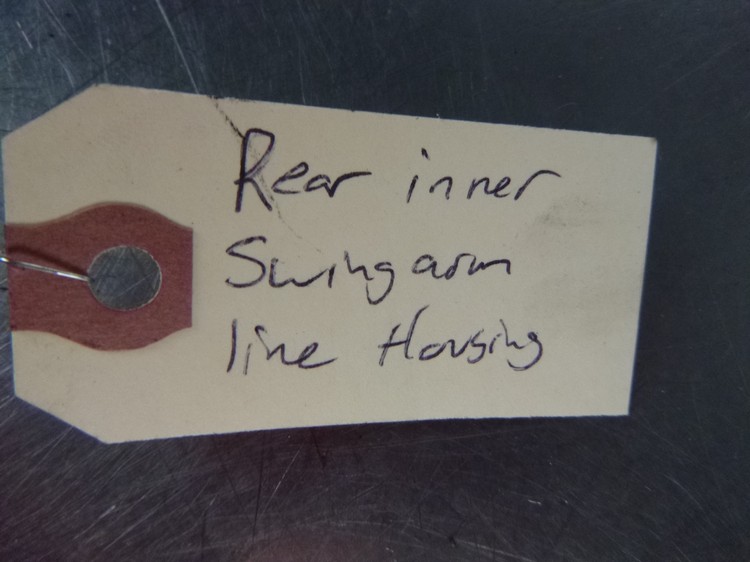 Rear inner
Swingarm
line Housing